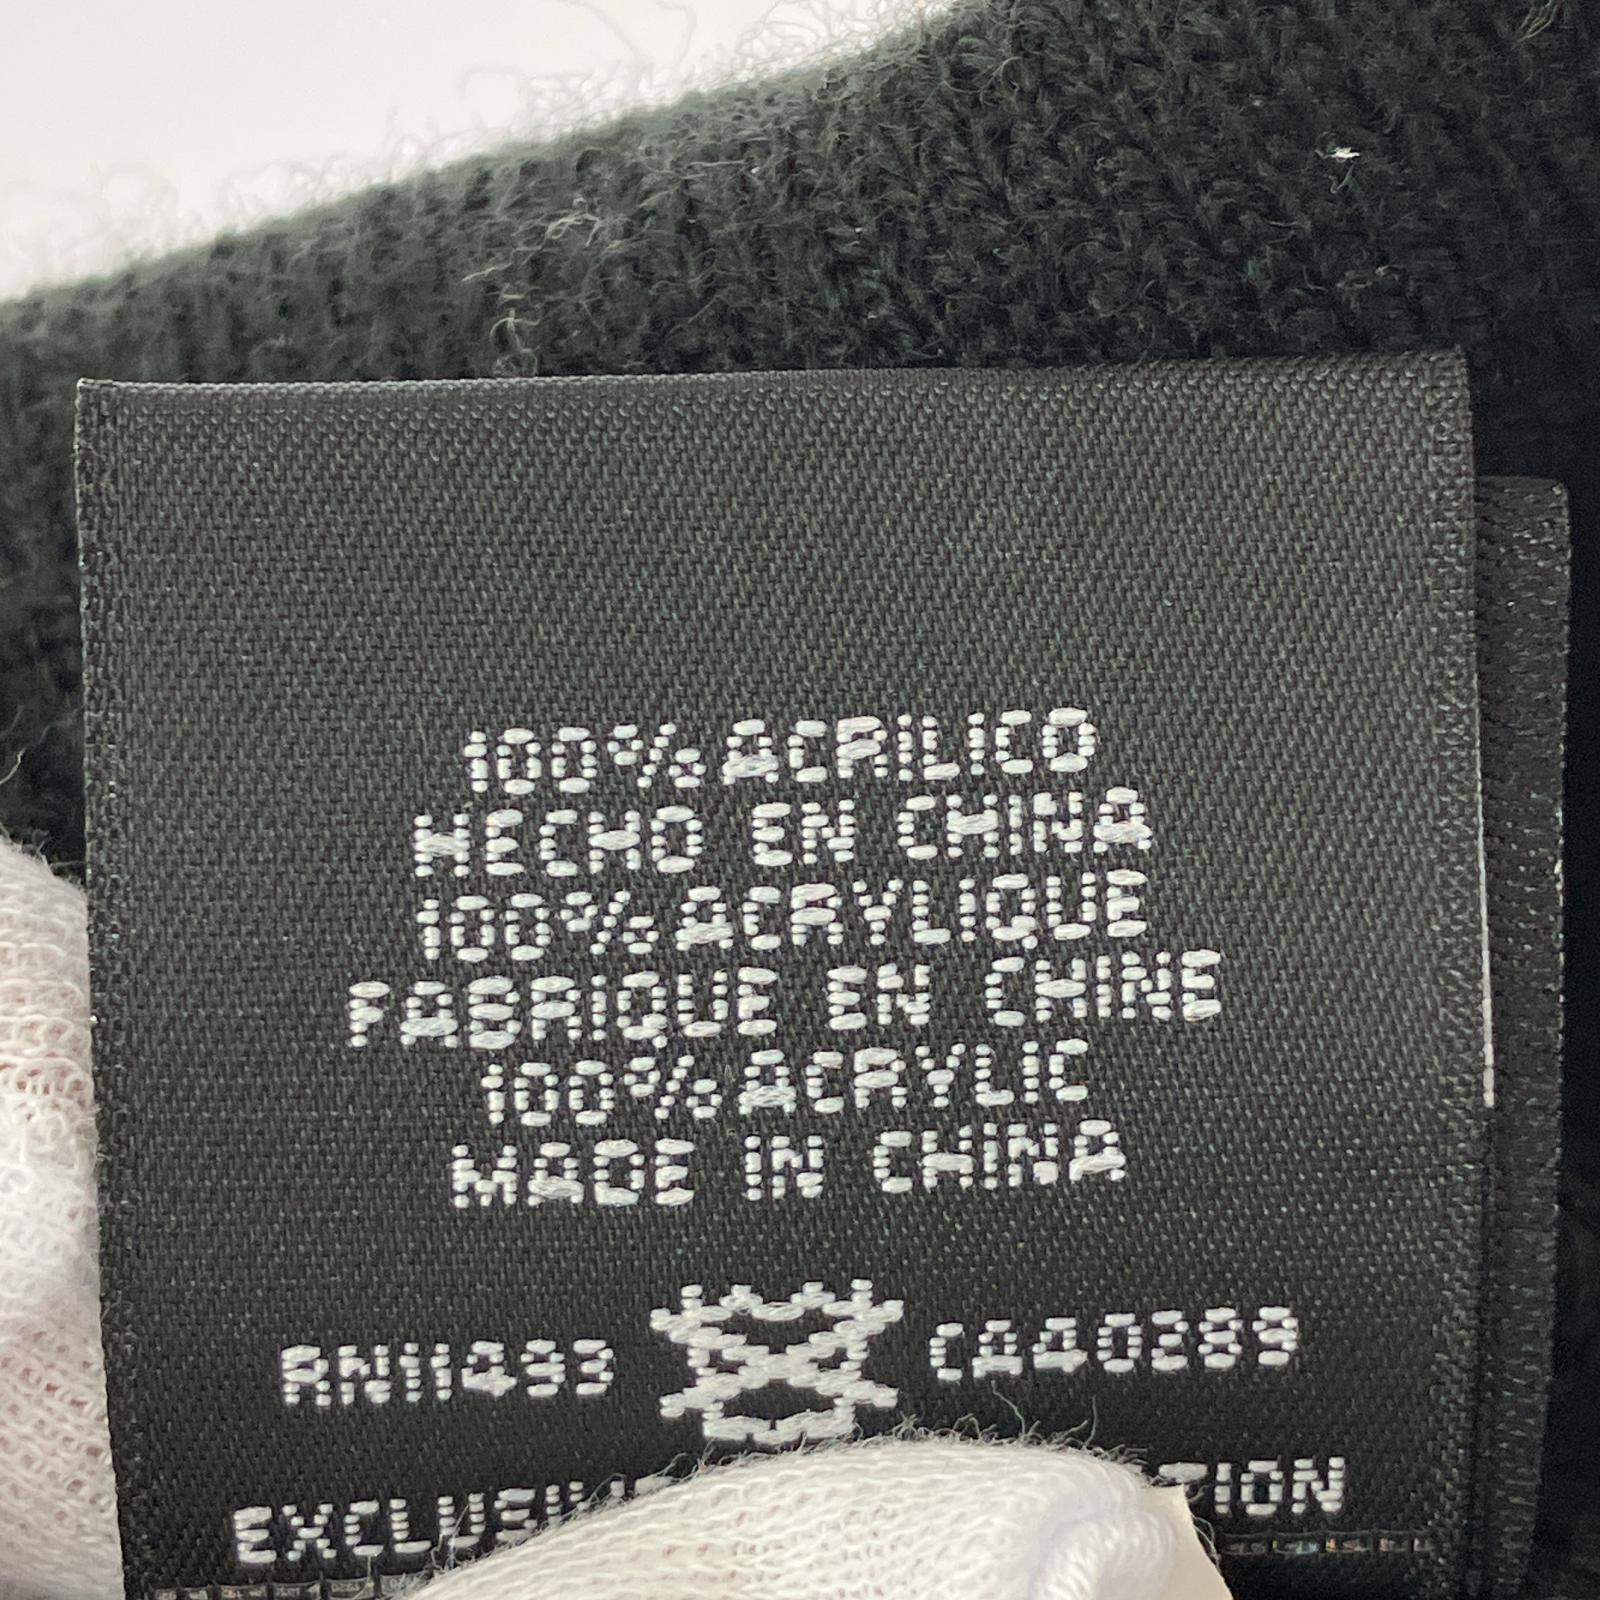 100% ACRILICO
HECHO EN CHINA
100% ACRYLIQUE
FABRIQUE EN CHINE
100% ACRYLIC
MADE IN CHINA
RN11493 CA40389